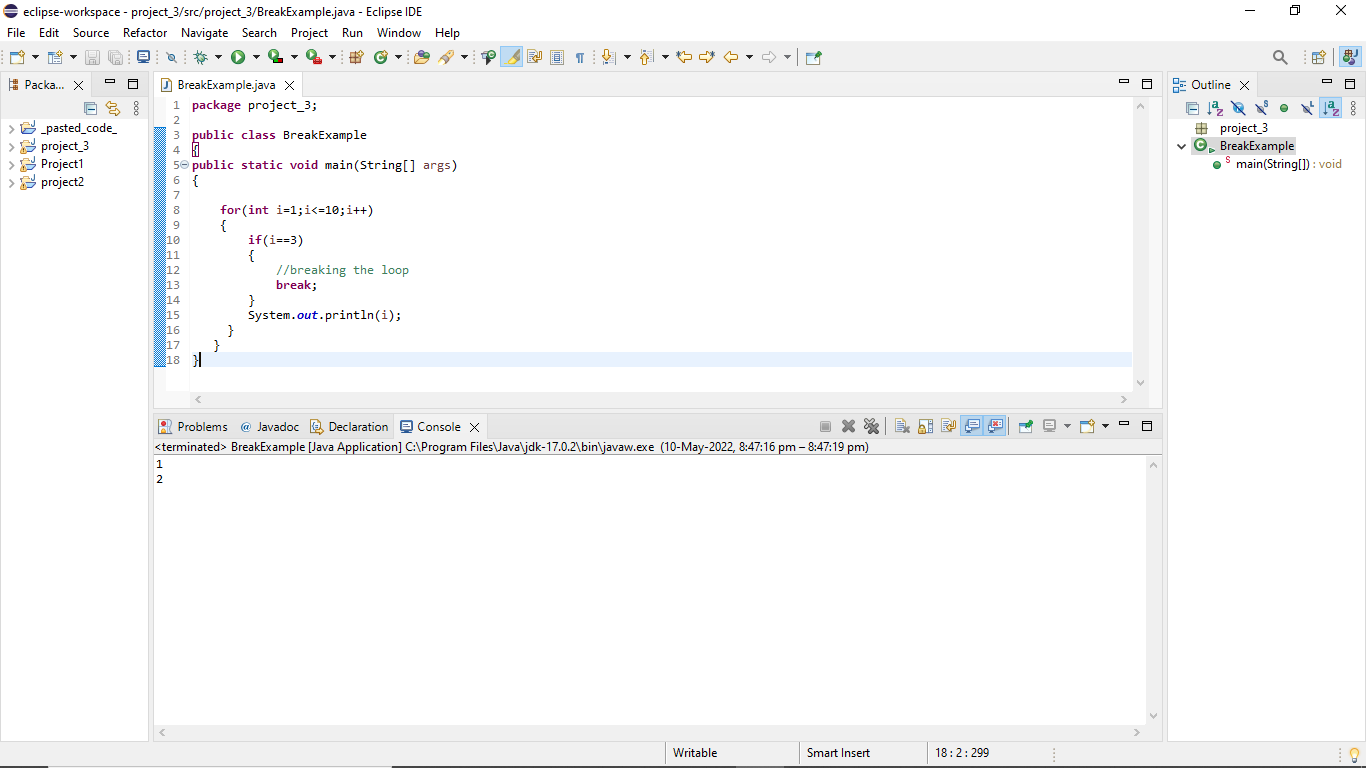 eclipse-workspace - project_3/src/project_3/BreakExample.java - Eclipse IDE
File Edit Source Refactor Navigate Search Project Run Window Help
Packa...
_pasted_code_
project_3
Project1
project2
BreakExample.java
1 package project_3;
2
3 public class BreakExample
4 {
5 public static void main(String[] args)
6 {
7
8     for(int i=1;i<=10;i++)
9     {
10         if(i==3)
11         {
12             //breaking the loop
13             break;
14         }
15         System.out.println(i);
16      }
17    }
18 }
Outline
project_3
BreakExample
main(String[]) : void
Problems @ Javadoc Declaration Console
<terminated> BreakExample [Java Application] C:\Program Files\Java\jdk-17.0.2\bin\javaw.exe (10-May-2022, 8:47:16 pm – 8:47:19 pm)
1
2
Writable Smart Insert 18 : 2 : 299